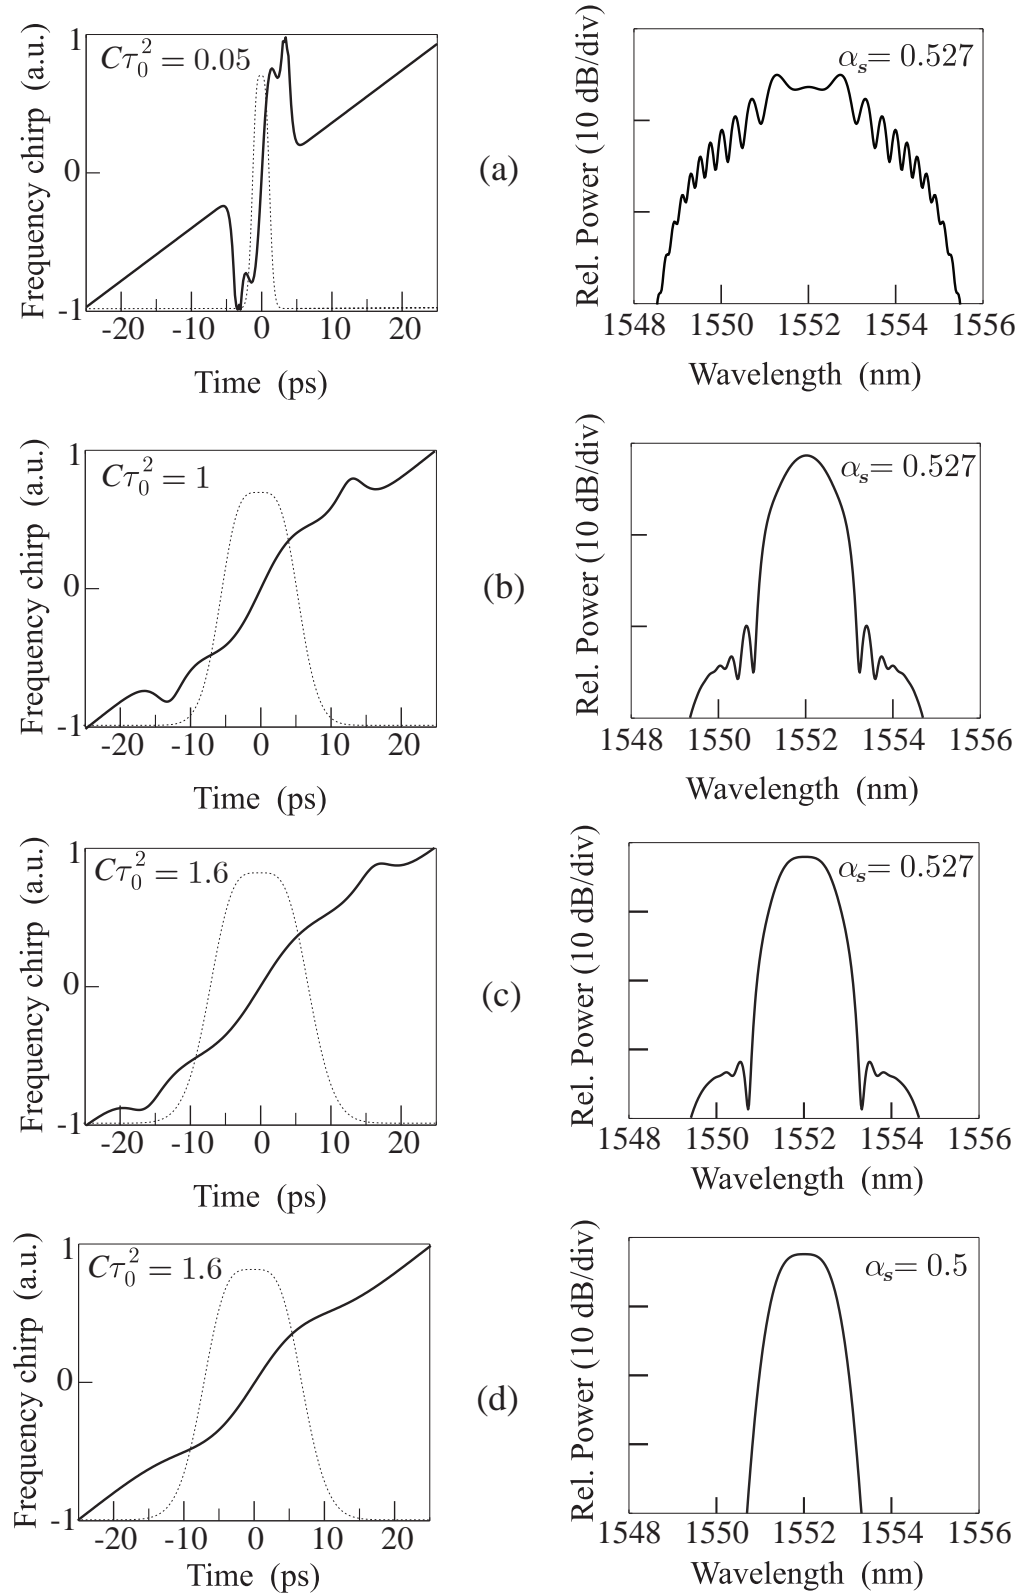 Frequency chirp (a.u.)
1
0
-1
Cτ₀² = 0.05
-20 -10 0 10 20
Time (ps)
(a)
Rel. Power (10 dB/div)
αₛ= 0.527
1548 1550 1552 1554 1556
Wavelength (nm)
Frequency chirp (a.u.)
1
0
-1
Cτ₀² = 1
-20 -10 0 10 20
Time (ps)
(b)
Rel. Power (10 dB/div)
αₛ= 0.527
1548 1550 1552 1554 1556
Wavelength (nm)
Frequency chirp (a.u.)
1
0
-1
Cτ₀² = 1.6
-20 -10 0 10 20
Time (ps)
(c)
Rel. Power (10 dB/div)
αₛ= 0.527
1548 1550 1552 1554 1556
Wavelength (nm)
Frequency chirp (a.u.)
1
0
-1
Cτ₀² = 1.6
-20 -10 0 10 20
Time (ps)
(d)
Rel. Power (10 dB/div)
αₛ= 0.5
1548 1550 1552 1554 1556
Wavelength (nm)